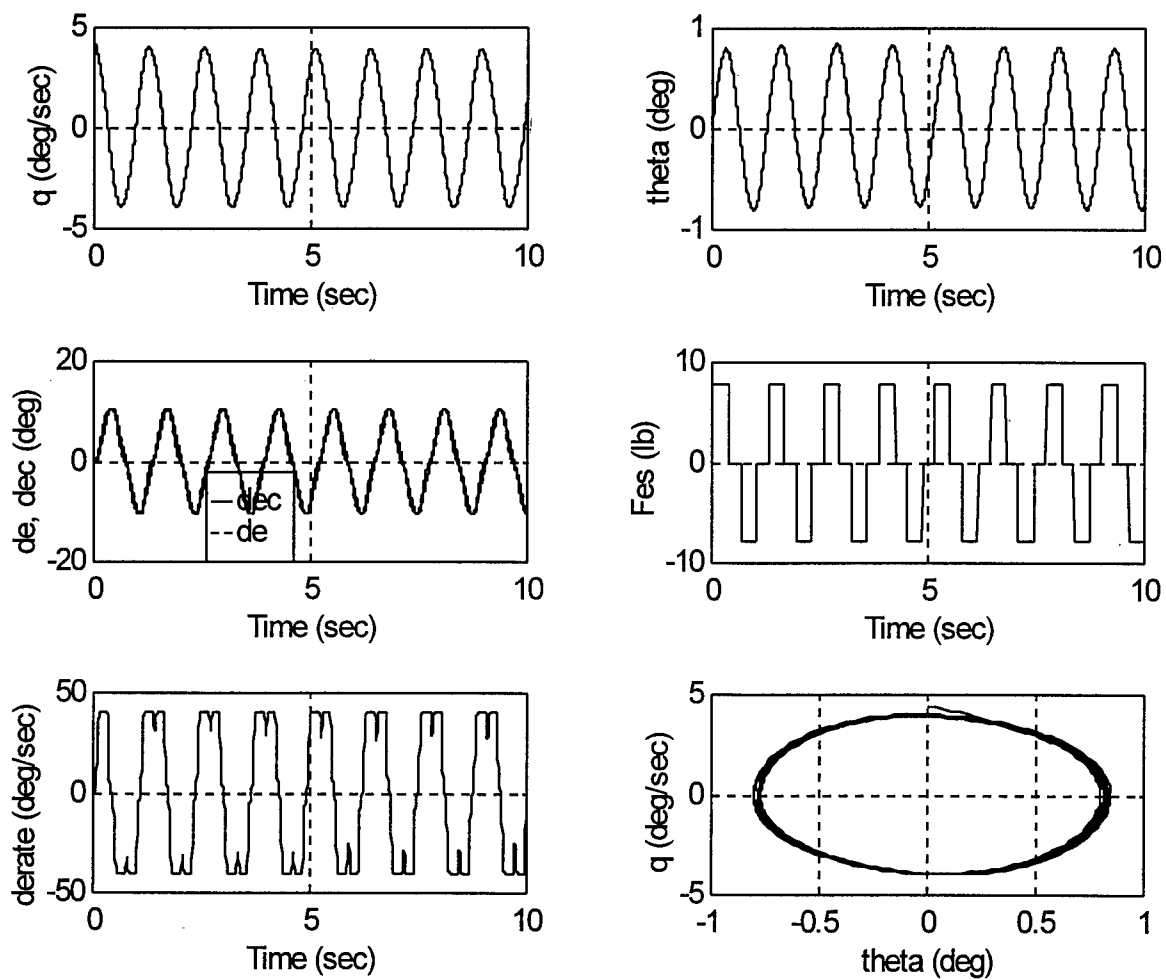 5
q (deg/sec)
0
-5
0
5
10
Time (sec)
1
theta (deg)
0
-1
0
5
10
Time (sec)
20
de, dec (deg)
0
-20
dec
de
0
5
10
Time (sec)
10
Fes (lb)
0
-10
0
5
10
Time (sec)
50
derate (deg/sec)
0
-50
0
5
10
Time (sec)
5
q (deg/sec)
0
-5
-1
-0.5
0
0.5
1
theta (deg)